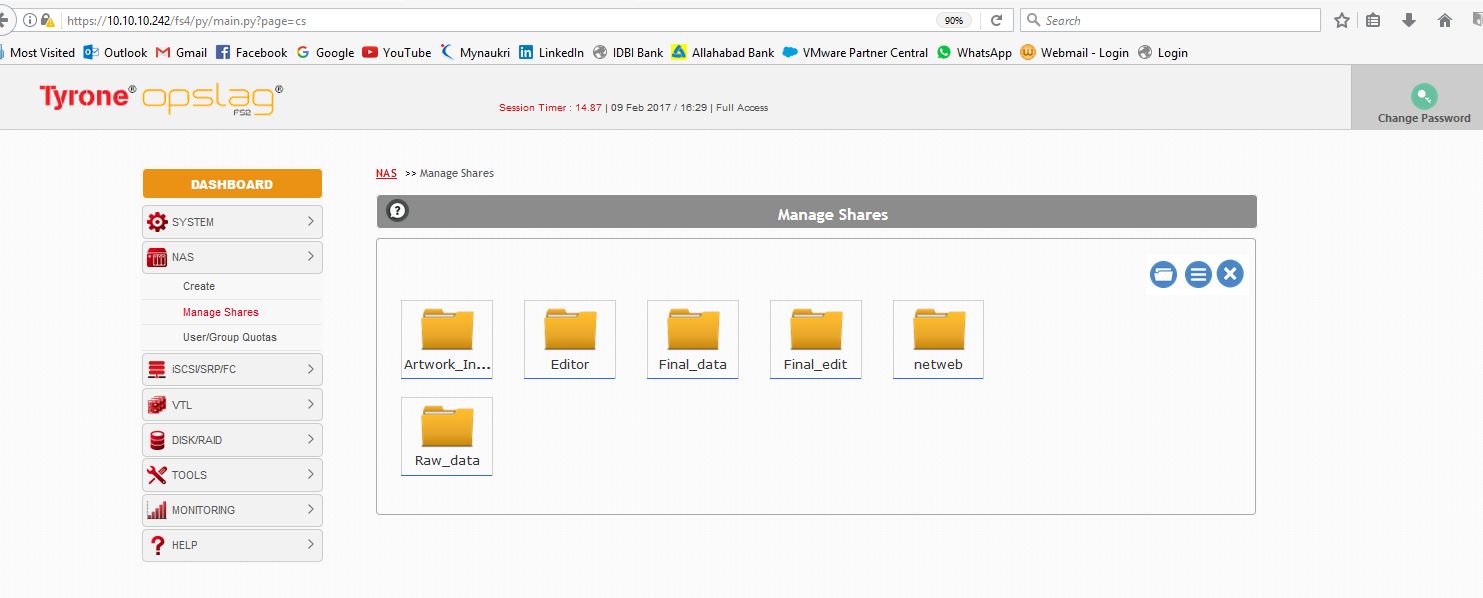 https://10.10.10.242/fs4/py/main.py?page=cs 90% Search
Most Visited Outlook Gmail Facebook Google YouTube Mynaukri LinkedIn IDBI Bank Allahabad Bank VMware Partner Central WhatsApp Webmail - Login Login
Tyrone® opslag®
FS2
Session Timer : 14.87 | 09 Feb 2017 / 16:29 | Full Access
Change Password
DASHBOARD
SYSTEM
NAS
Create
Manage Shares
User/Group Quotas
iSCSI/SRP/FC
VTL
DISK/RAID
TOOLS
MONITORING
HELP
NAS >> Manage Shares
? Manage Shares
Artwork_In... Editor Final_data Final_edit netweb
Raw_data